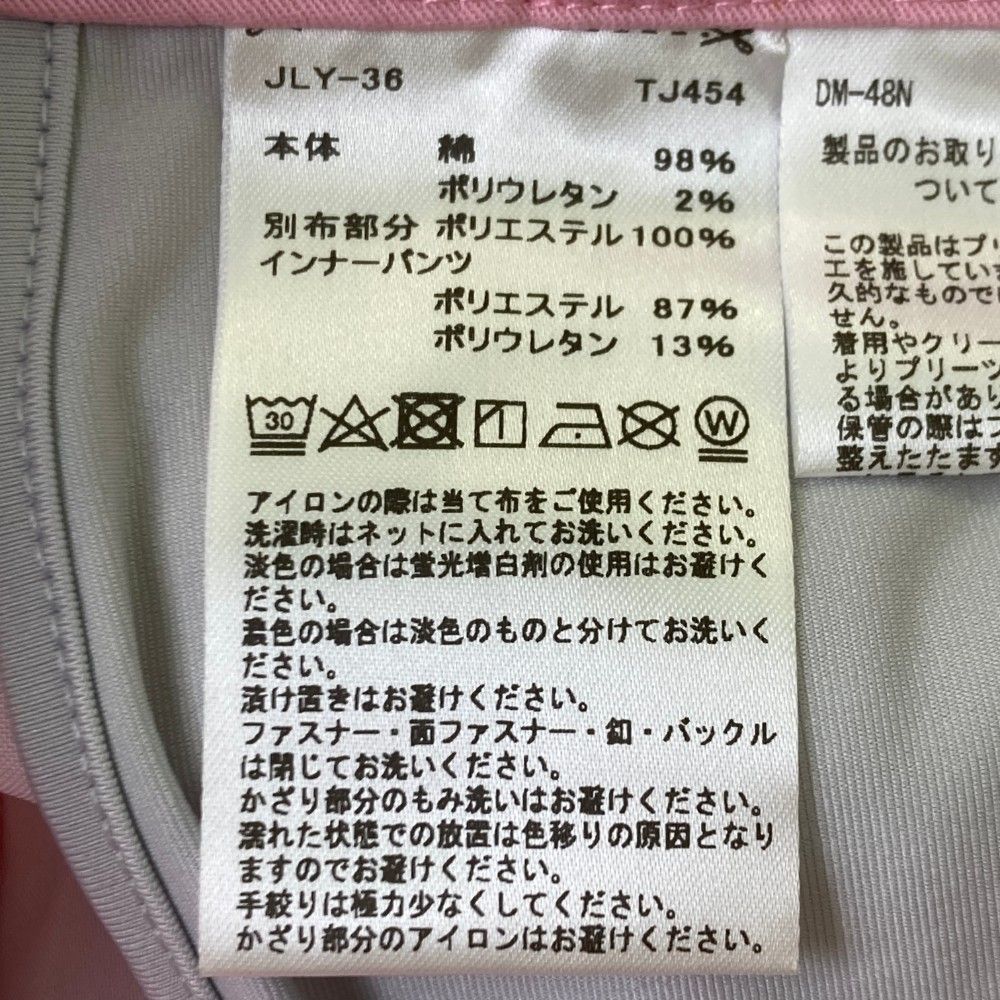 JLY-36 TJ454
本体 綿 98%
ポリウレタン 2%
別布部分 ポリエステル 100%
インナーパンツ
ポリエステル 87%
ポリウレタン 13%
30
W
アイロンの際は当て布をご使用ください。
洗濯時はネットに入れてお洗いください。
淡色の場合は蛍光増白剤の使用はお避けく
ださい。
濃色の場合は淡色のものと分けてお洗いく
ださい。
漬け置きはお避けください。
ファスナー・面ファスナー・釦・バックル
は閉じてお洗いください。
かざり部分のもみ洗いはお避けください。
濡れた状態での放置は色移りの原因となり
ますのでお避けください。
手絞りは極力少なくしてください。
かざり部分のアイロンはお避けください。
DM-48N
製品のお取り
ついて
この製品はプリ
工を施してい
久的なもので
せん。
着用やクリー
よりプリーツ
る場合があり
保管の際は
整えたたま